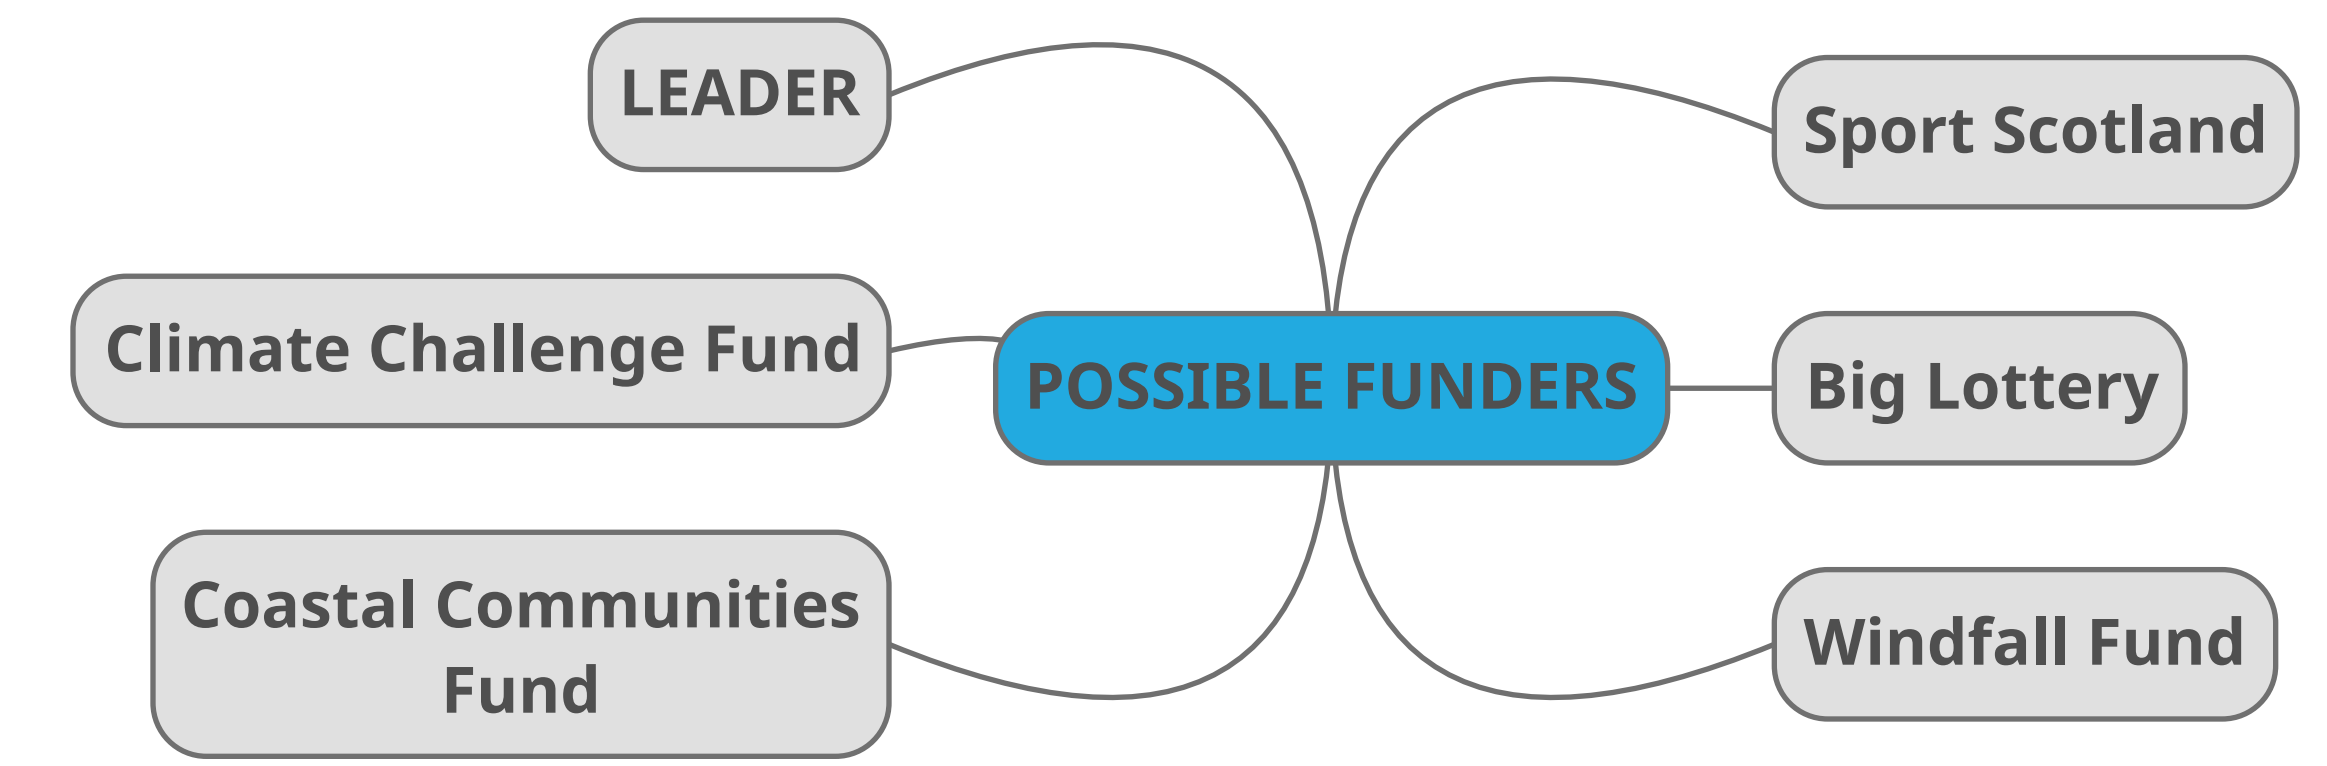 LEADER
Sport Scotland
Climate Challenge Fund
POSSIBLE FUNDERS
Big Lottery
Coastal Communities
Fund
Windfall Fund